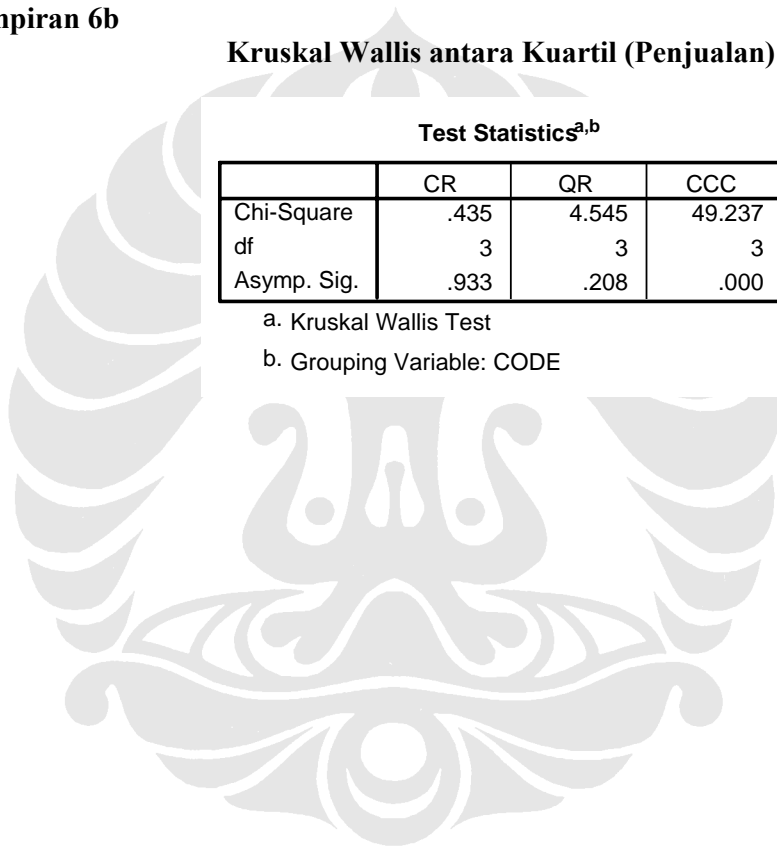 mpiran 6b
Kruskal Wallis antara Kuartil (Penjualan)
Test Statistics a,b
CR QR CCC
Chi-Square .435 4.545 49.237
df 3 3 3
Asymp. Sig. .933 .208 .000
a. Kruskal Wallis Test
b. Grouping Variable: CODE